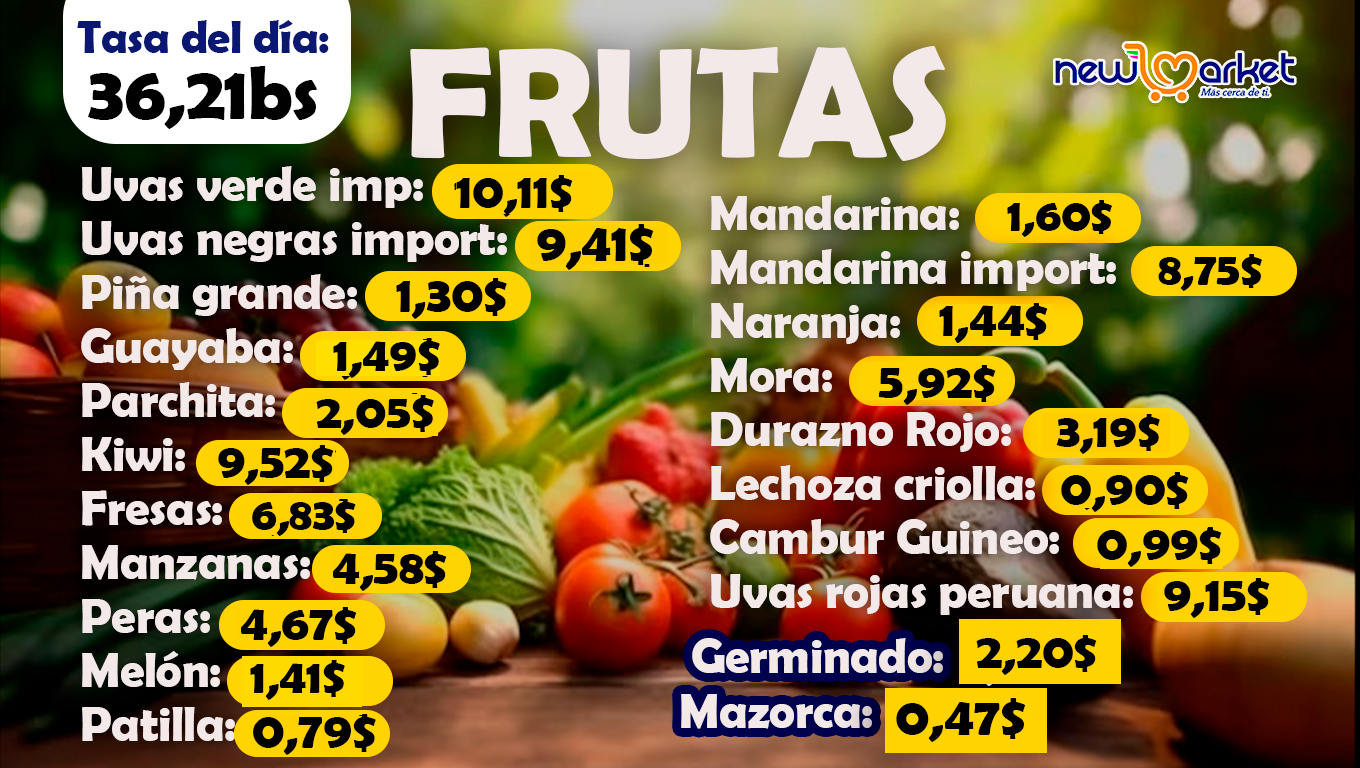 Tasa del día:
36,21bs
FRUTAS
new market
Más cerca de ti.
Uvas verde imp: 10,11$
Uvas negras import: 9,41$
Piña grande: 1,30$
Guayaba: 1,49$
Parchita: 2,05$
Kiwi: 9,52$
Fresas: 6,83$
Manzanas: 4,58$
Peras: 4,67$
Melón: 1,41$
Patilla: 0,79$
Mandarina: 1,60$
Mandarina import: 8,75$
Naranja: 1,44$
Mora: 5,92$
Durazno Rojo: 3,19$
Lechoza criolla: 0,90$
Cambur Guineo: 0,99$
Uvas rojas peruana: 9,15$
Germinado: 2,20$
Mazorca: 0,47$